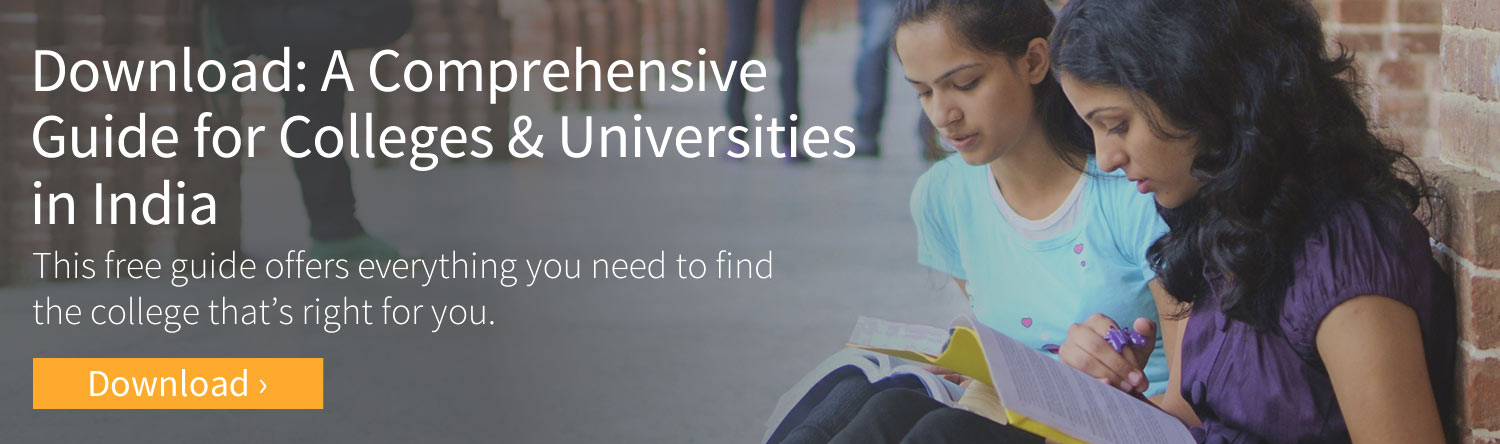 Download: A Comprehensive
Guide for Colleges & Universities
in India
This free guide offers everything you need to find
the college that’s right for you.
Download ›